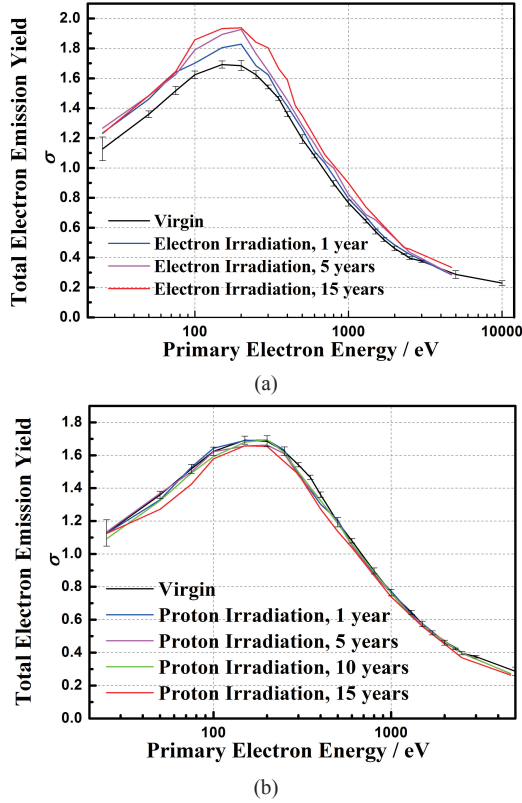 Total Electron Emission Yield
σ
2.0
1.8
1.6
1.4
1.2
1.0
0.8
0.6
0.4
0.2
0.0
Virgin
Electron Irradiation, 1 year
Electron Irradiation, 5 years
Electron Irradiation, 15 years
100
1000
10000
Primary Electron Energy / eV
(a)
Total Electron Emission Yield
σ
1.8
1.6
1.4
1.2
1.0
0.8
0.6
0.4
0.2
0.0
Virgin
Proton Irradiation, 1 year
Proton Irradiation, 5 years
Proton Irradiation, 10 years
Proton Irradiation, 15 years
100
1000
Primary Electron Energy / eV
(b)